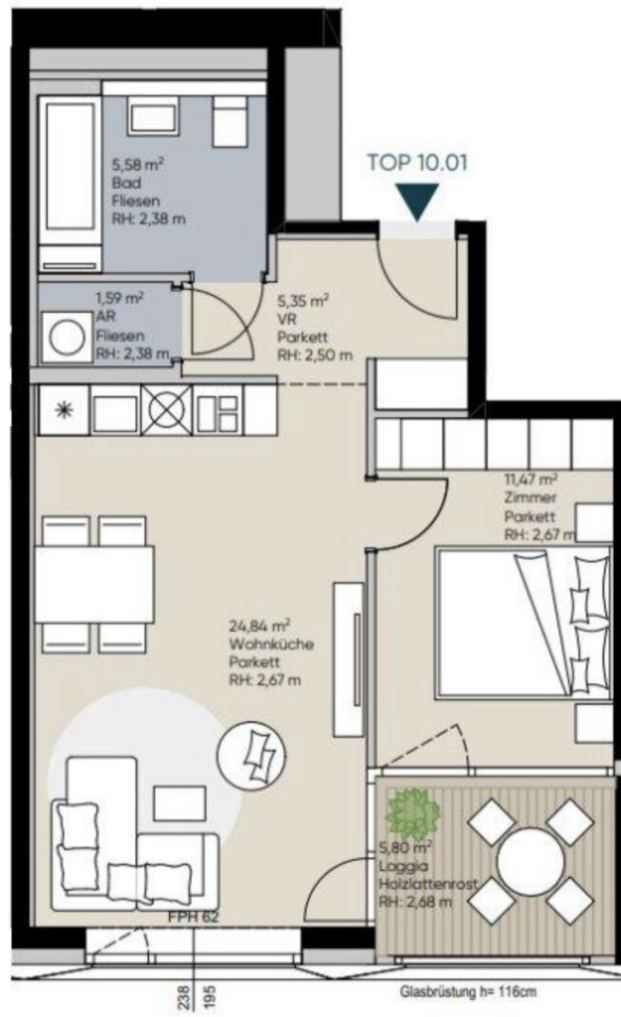 TOP 10.01
5,58 m²
Bad
Fliesen
RH: 2,38 m
1,59 m²
AR
Fliesen
RH: 2,38 m
5,35 m²
VR
Parkett
RH: 2,50 m
11,47 m²
Zimmer
Parkett
RH: 2,67 m
24,84 m²
Wohnküche
Parkett
RH: 2,67 m
5,80 m²
Loggia
Holzlattenrost
RH: 2,68 m
FPH 62
238
195
Glasbrüstung h= 116cm